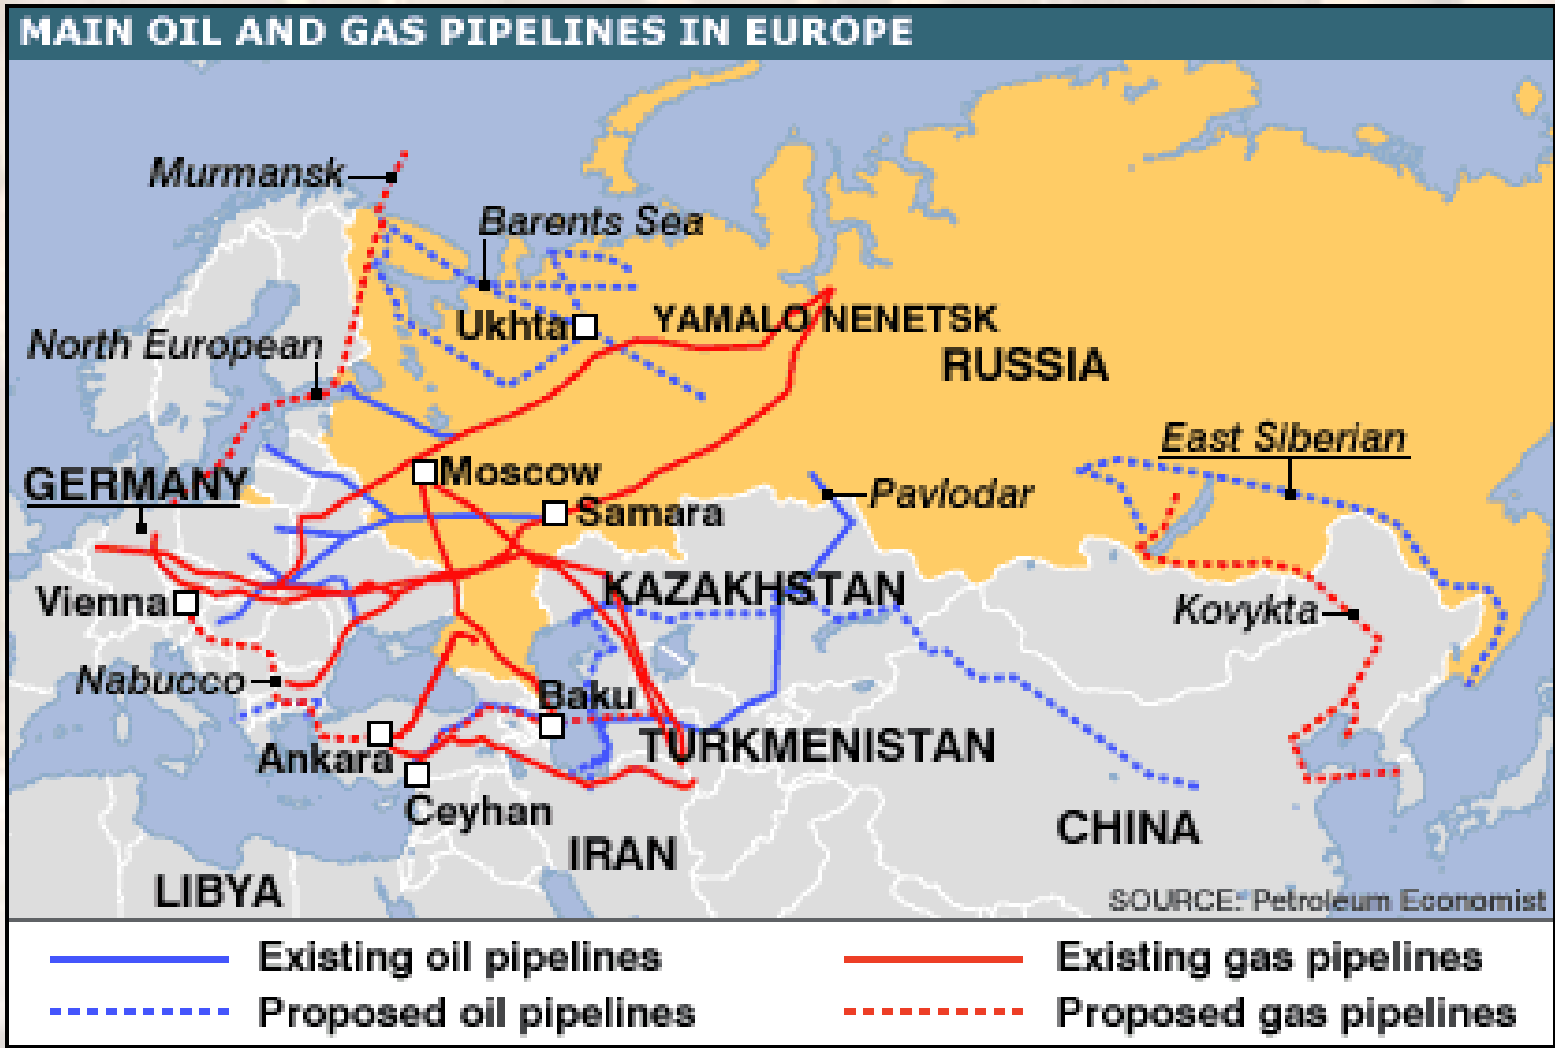 MAIN OIL AND GAS PIPELINES IN EUROPE
Murmansk
Barents Sea
Ukhta
YAMALO NENETSK
North European
RUSSIA
East Siberian
GERMANY
Moscow
Pavlodar
Samara
Vienna
KAZAKHSTAN
Kovykta
Nabucco
Baku
TURKMENISTAN
Ankara
Ceyhan
CHINA
IRAN
LIBYA
SOURCE: Petroleum Economist
Existing oil pipelines
Existing gas pipelines
Proposed oil pipelines
Proposed gas pipelines